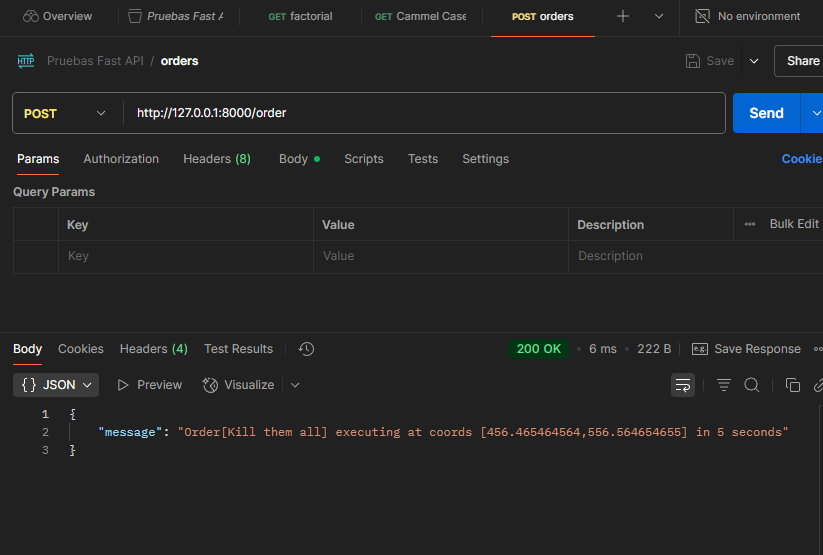 Overview Pruebas Fast A GET factorial GET Cammel Case POST orders No environment
HTTP Pruebas Fast API / orders Save Share
POST http://127.0.0.1:8000/order Send
Params Authorization Headers (8) Body Scripts Tests Settings Cookie
Query Params
Key Value Description Bulk Edit
Key Value Description
Body Cookies Headers (4) Test Results 200 OK 6 ms 222 B e.g. Save Response
{} JSON Preview Visualize
1 {
2 "message": "Order[Kill them all] executing at coords [456.465464564,556.564654655] in 5 seconds"
3 }